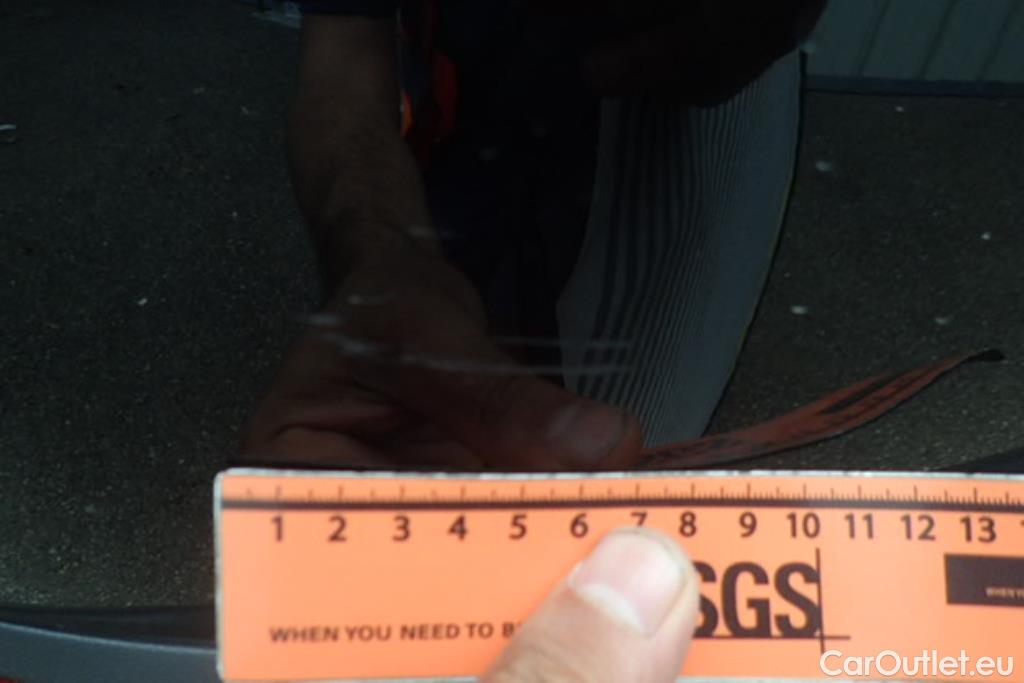 1 2 3 4 5 6 7 8 9 10 11 12 13
SGS
WHEN YOU NEED TO
CarOutlet.eu